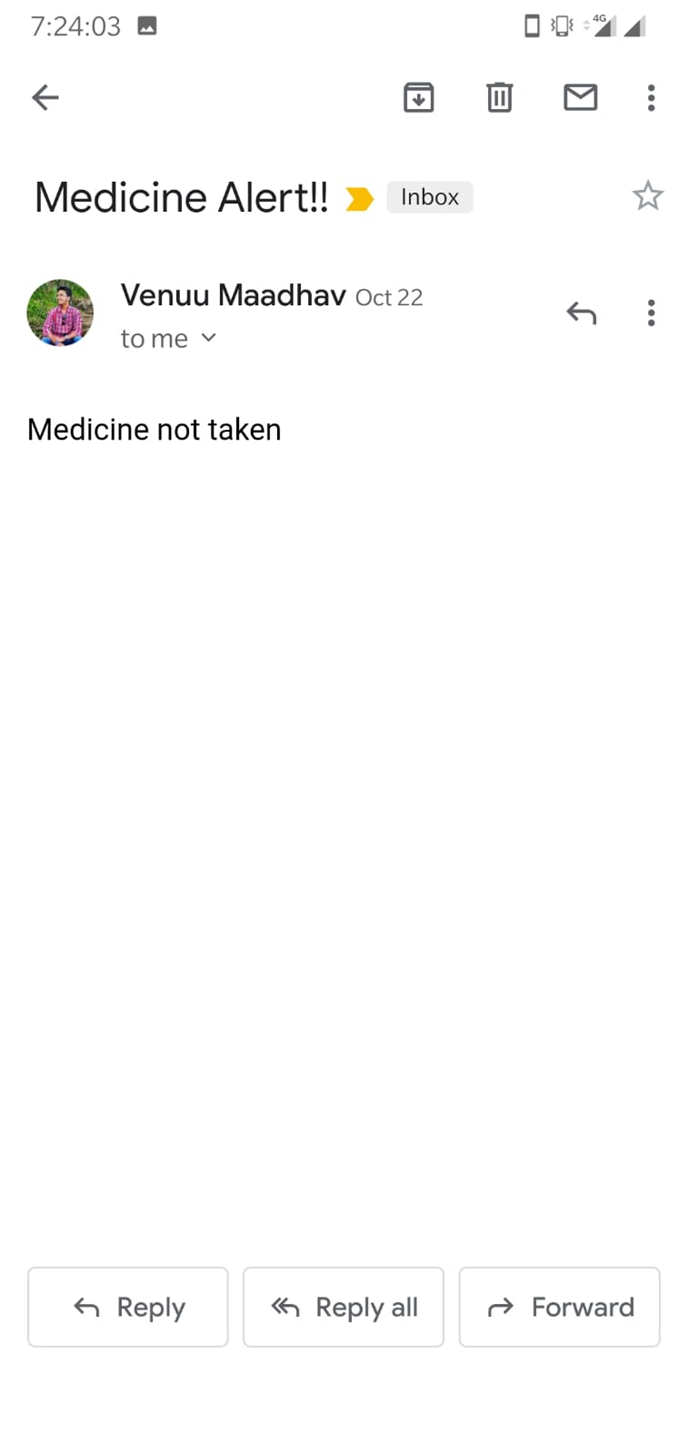 7:24:03
4G
Medicine Alert!! Inbox
Venuu Maadhav Oct 22
to me
Medicine not taken
Reply Reply all Forward